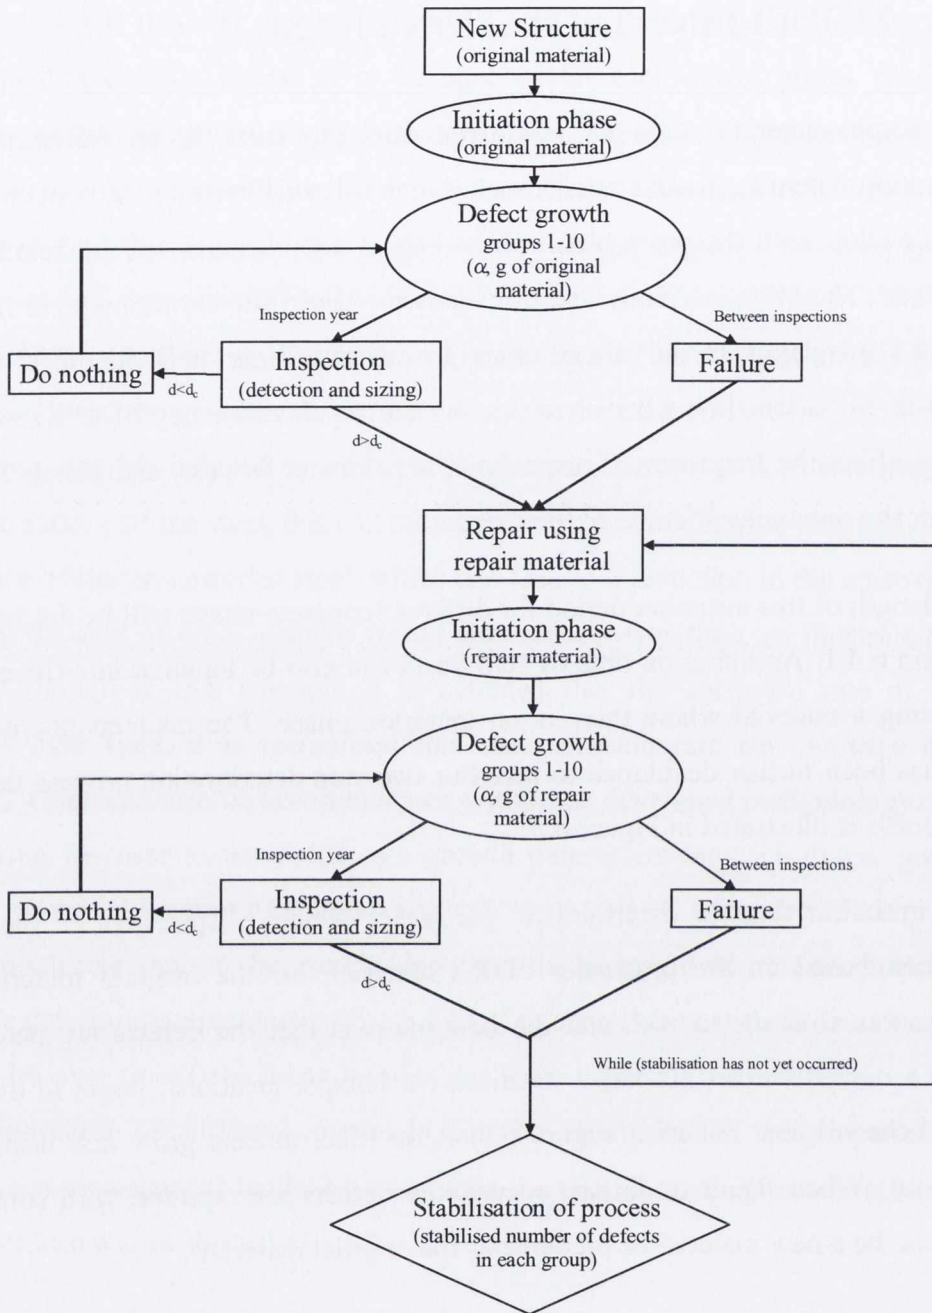 New Structure
(original material)
Initiation phase
(original material)
Defect growth
groups 1-10
(α, g of original
material)
Inspection year
Between inspections
Do nothing
d<dc
Inspection
(detection and sizing)
Failure
d>dc
Repair using
repair material
Initiation phase
(repair material)
Defect growth
groups 1-10
(α, g of repair
material)
Inspection year
Between inspections
Do nothing
d<dc
Inspection
(detection and sizing)
Failure
d>dc
While (stabilisation has not yet occurred)
Stabilisation of process
(stabilised number of defects
in each group)